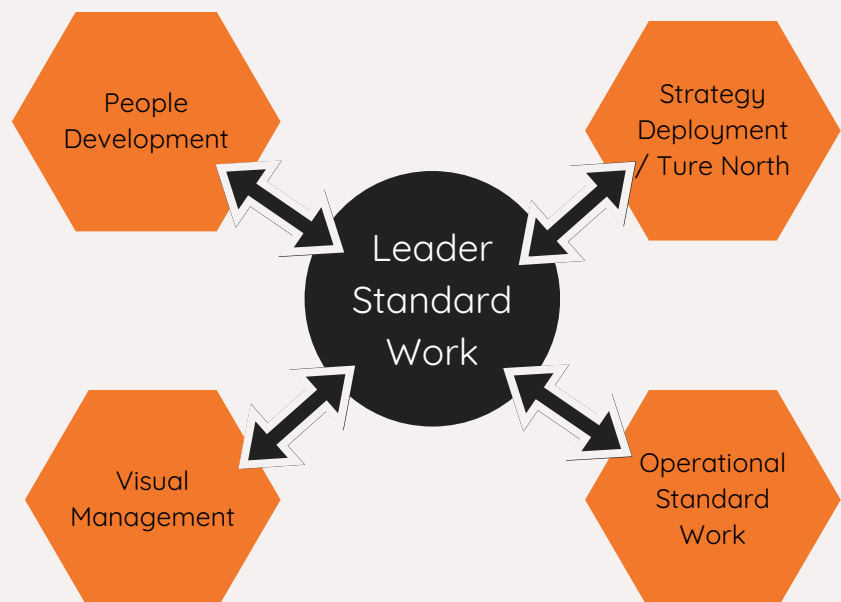 People
Development
Strategy
Deployment
/ Ture North
Leader
Standard
Work
Visual
Management
Operational
Standard
Work